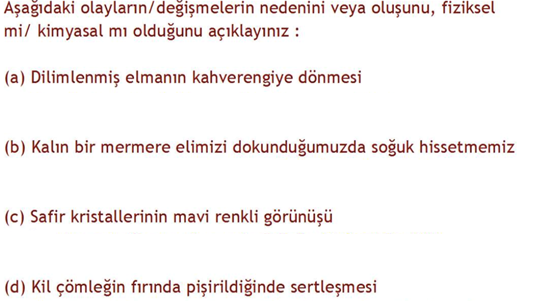 Aşağıdaki olayların/değişmelerin nedenini veya oluşunu, fiziksel
mi/ kimyasal mı olduğunu açıklayınız :
(a) Dilimlenmiş elmanın kahverengiye dönmesi
(b) Kalın bir mermere elimizi dokunduğumuzda soğuk hissetmemiz
(c) Safir kristallerinin mavi renkli görünüşü
(d) Kil çömleğin fırında pişirildiğinde sertleşmesi